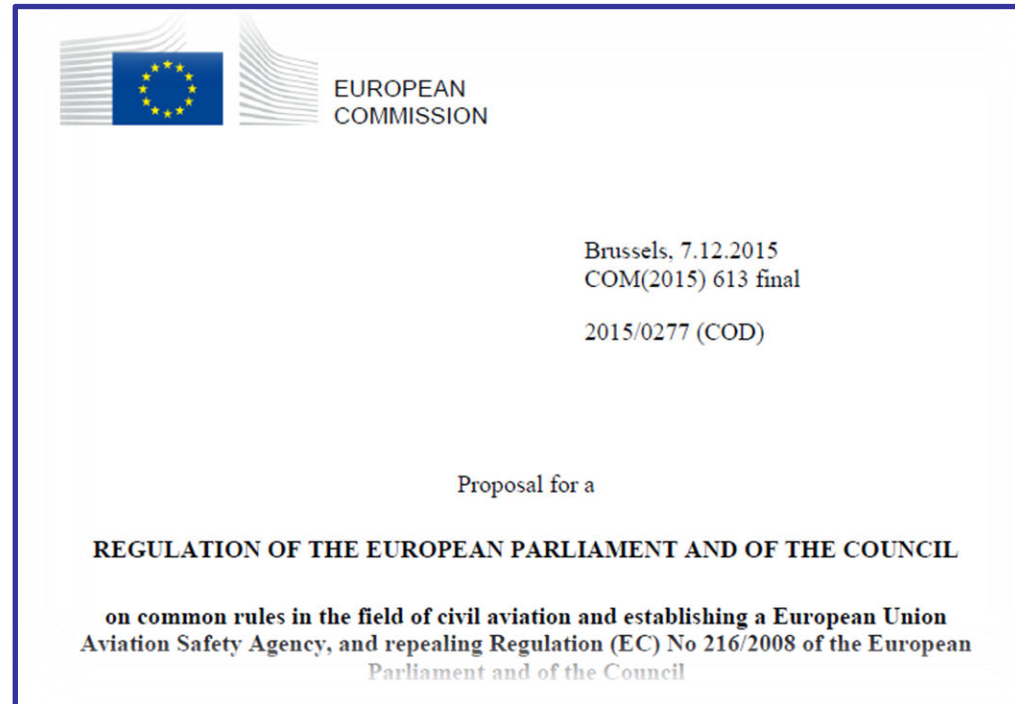 EUROPEAN
COMMISSION
Brussels, 7.12.2015
COM(2015) 613 final
2015/0277 (COD)
Proposal for a
REGULATION OF THE EUROPEAN PARLIAMENT AND OF THE COUNCIL
on common rules in the field of civil aviation and establishing a European Union
Aviation Safety Agency, and repealing Regulation (EC) No 216/2008 of the European
Parliament and of the Council